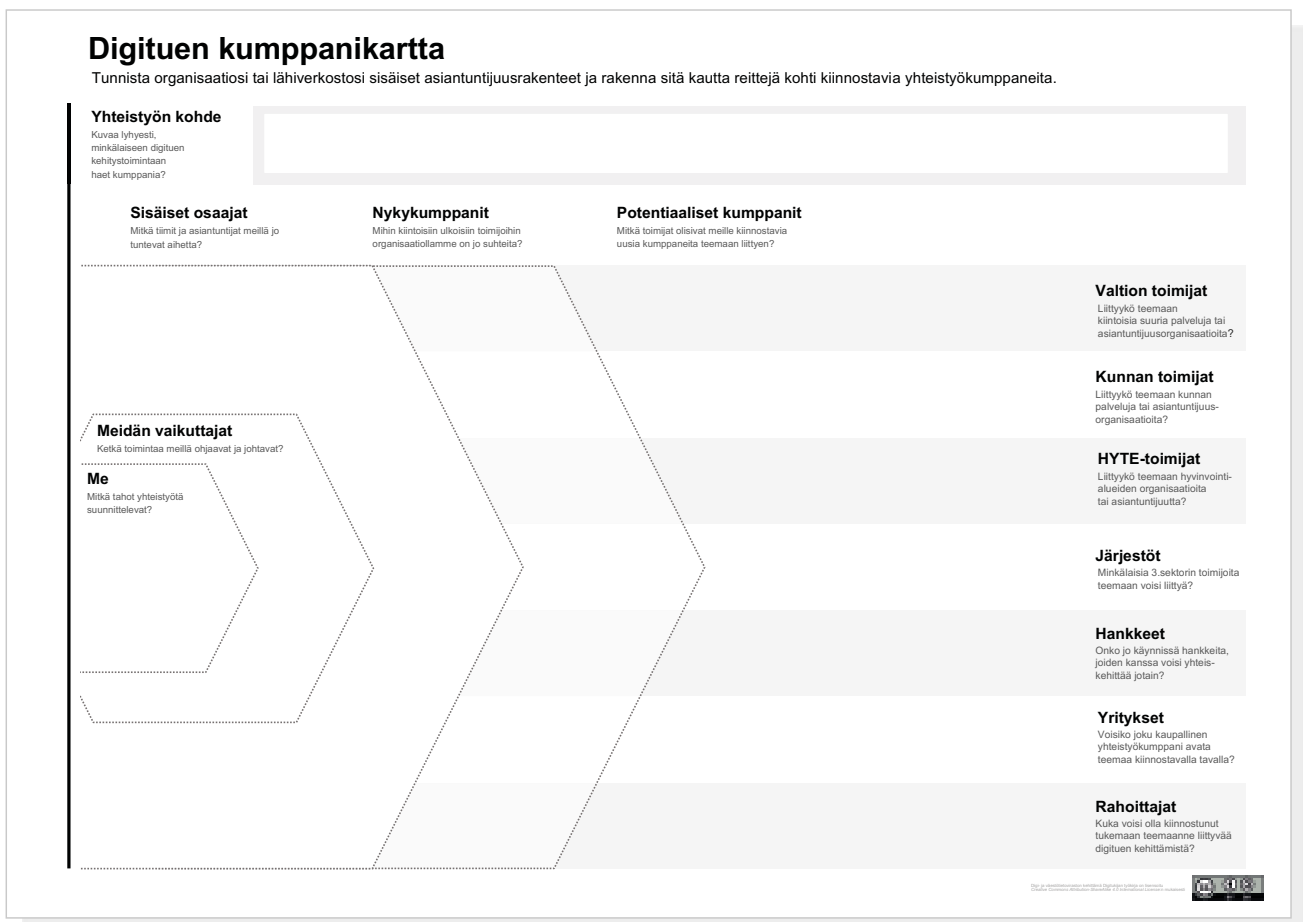 Digituen kumppanikartta
Tunnista organisaatiosi tai lähiverkostosi sisäiset asiantuntijuusrakenteet ja rakenna sitä kautta reittejä kohti kiinnostavia yhteistyökumppaneita.
Yhteistyön kohde
Kuvaa lyhyesti,
minkälaiseen digituen
kehitystoimintaan
haet kumppania?
Sisäiset osaajat
Mitkä tiimit ja asiantuntijat meillä jo
tuntevat aihetta?
Nykykumppanit
Mihin kiintoisiin ulkoisiin toimijoihin
organisaatiollamme on jo suhteita?
Potentiaaliset kumppanit
Mitkä toimijat olisivat meille kiinnostavia
uusia kumppaneita teemaan liittyen?
Meidän vaikuttajat
Ketkä toimintaa meillä ohjaavat ja johtavat?
Me
Mitkä tahot yhteistyötä
suunnittelevat?
Valtion toimijat
Liittyykö teemaan
kiintoisia suuria palveluja tai
asiantuntijuusorganisaatioita?
Kunnan toimijat
Liittyykö teemaan kunnan
palveluja tai asiantuntijuus-
organisaatioita?
HYTE-toimijat
Liittyykö teemaan hyvinvointi-
alueiden organisaatioita
tai asiantuntijuutta?
Järjestöt
Minkälaisia 3.sektorin toimijoita
teemaan voisi liittyä?
Hankkeet
Onko jo käynnissä hankkeita,
joiden kanssa voisi yhteis-
kehittää jotain?
Yritykset
Voisiko joku kaupallinen
yhteistyökumppani avata
teemaa kiinnostavalla tavalla?
Rahoittajat
Kuka voisi olla kiinnostunut
tukemaan teemaanne liittyvää
digituen kehittämistä?